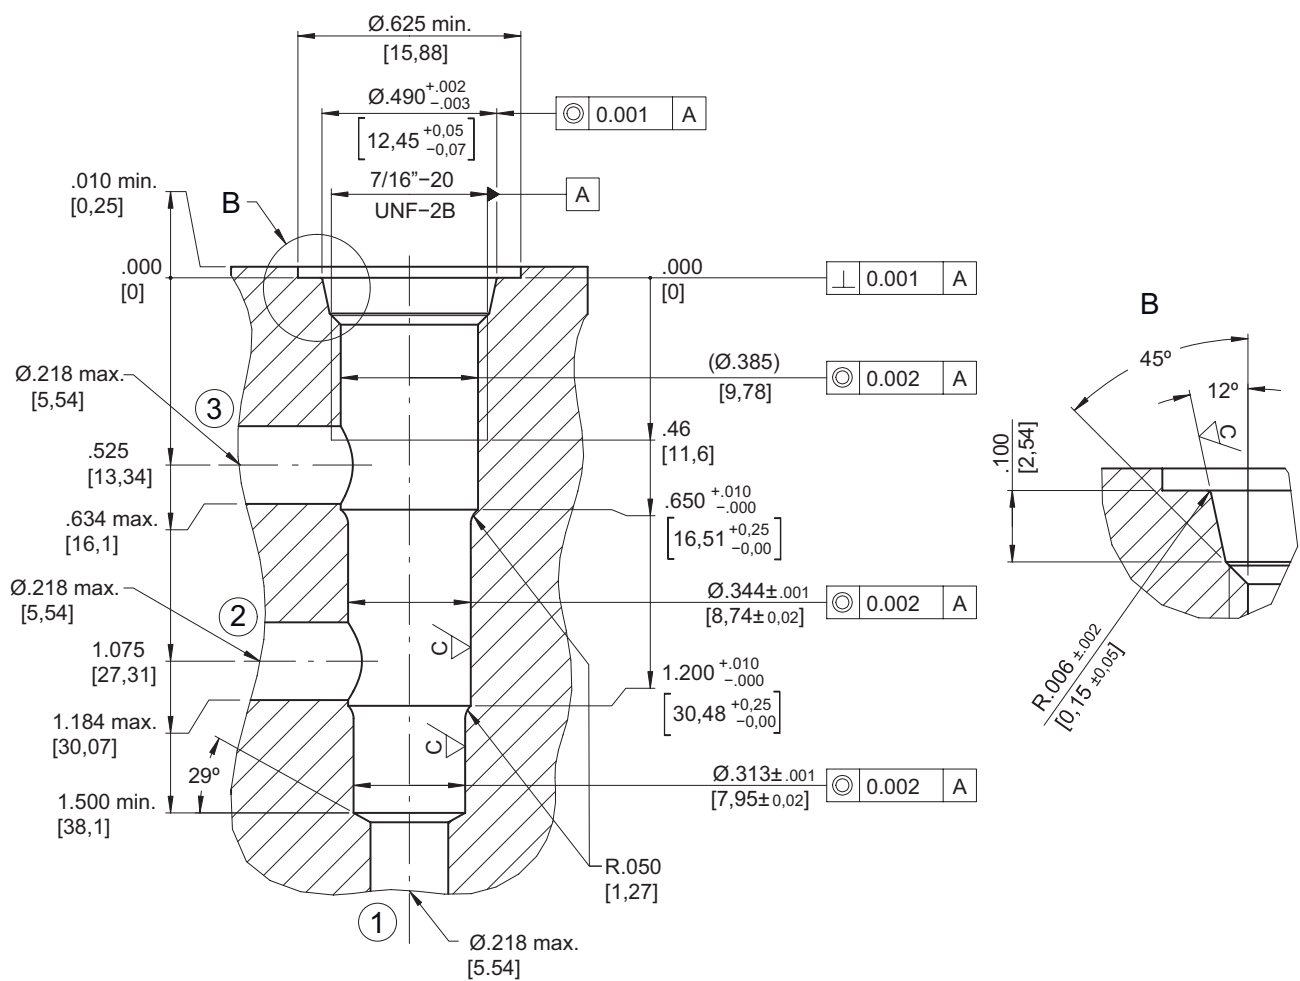 Ø.625 min.
[15,88]
Ø.490 +.002 −.003
[12,45 +0,05 −0,07]
◎ 0.001 A
7/16”−20
UNF−2B
A
.010 min.
[0,25]
B
.000
[0]
.000
[0]
⊥ 0.001 A
B
45º
12º
C
.100
[2,54]
R.006 ±.002
[0,15 ±0,05]
Ø.218 max.
[5,54]
3
(Ø.385)
[9,78]
◎ 0.002 A
.525
[13,34]
.46
[11,6]
.634 max.
[16,1]
.650 +.010 −.000
[16,51 +0,25 −0,00]
Ø.218 max.
[5,54]
2
Ø.344±.001
[8,74±0,02]
◎ 0.002 A
1.075
[27,31]
C
1.200 +.010 −.000
[30,48 +0,25 −0,00]
1.184 max.
[30,07]
C
29º
1.500 min.
[38,1]
Ø.313±.001
[7,95±0,02]
◎ 0.002 A
R.050
[1,27]
1
Ø.218 max.
[5.54]